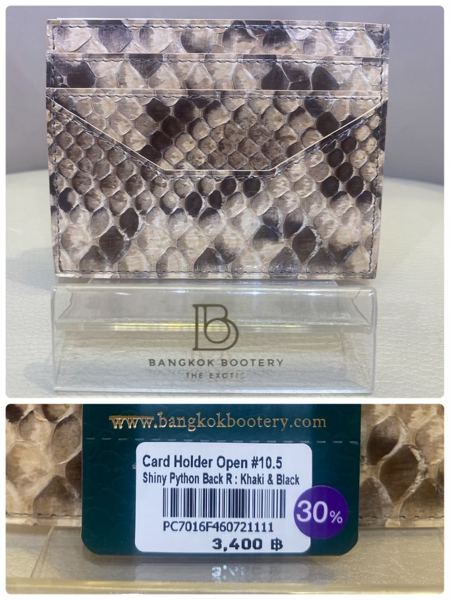 B
BANGKOK BOOTERY
THE EXOTIC
www.bangkokbootery.com
Card Holder Open #10.5
Shiny Python Back R : Khaki & Black
PC7016F460721111
3,400 ฿
30%